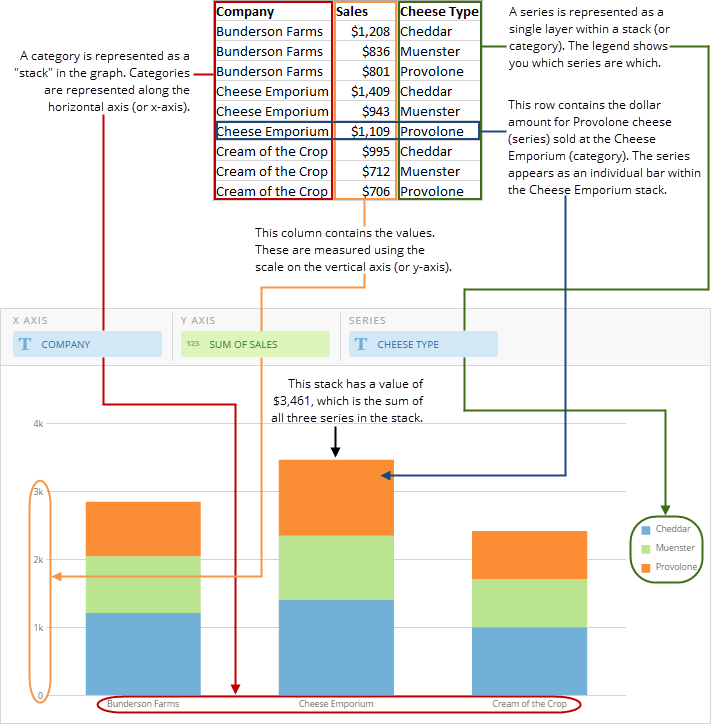 Company Sales Cheese Type
Bunderson Farms $1,208 Cheddar
Bunderson Farms $836 Muenster
Bunderson Farms $801 Provolone
Cheese Emporium $1,409 Cheddar
Cheese Emporium $943 Muenster
Cheese Emporium $1,109 Provolone
Cream of the Crop $995 Cheddar
Cream of the Crop $712 Muenster
Cream of the Crop $706 Provolone
A category is represented as a
"stack" in the graph. Categories
are represented along the
horizontal axis (or x-axis).
A series is represented as a
single layer within a stack (or
category). The legend shows
you which series are which.
This row contains the dollar
amount for Provolone cheese
(series) sold at the Cheese
Emporium (category). The series
appears as an individual bar within
the Cheese Emporium stack.
This column contains the values.
These are measured using the
scale on the vertical axis (or y-axis).
X AXIS Y AXIS SERIES
T COMPANY 123 SUM OF SALES T CHEESE TYPE
This stack has a value of
$3,461, which is the sum of
all three series in the stack.
4k
3k
2k
1k
0
Cheddar
Muenster
Provolone
Bunderson Farms Cheese Emporium Cream of the Crop